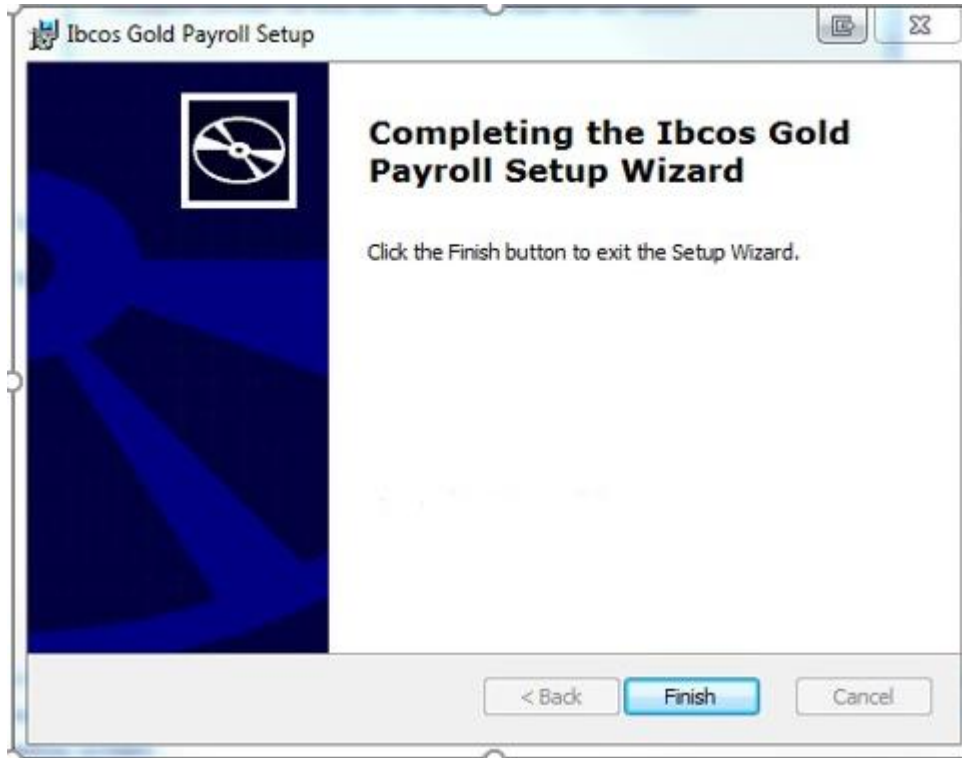 Ibcos Gold Payroll Setup
Completing the Ibcos Gold
Payroll Setup Wizard
Click the Finish button to exit the Setup Wizard.
< Back Finish Cancel